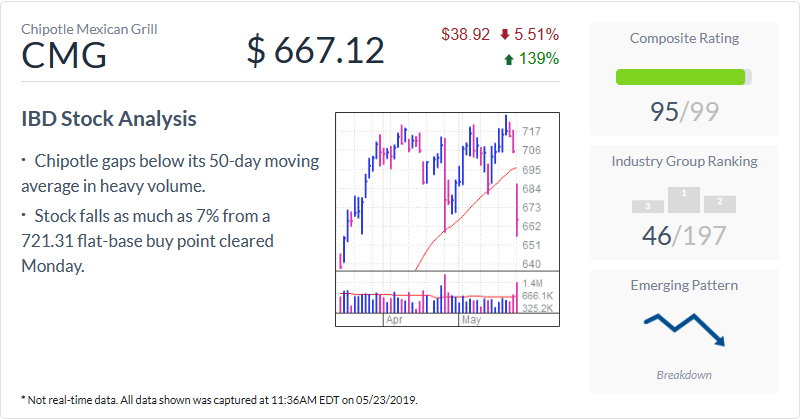 Chipotle Mexican Grill
CMG
$ 667.12
$38.92 5.51%
139%
IBD Stock Analysis
· Chipotle gaps below its 50-day moving
average in heavy volume.
· Stock falls as much as 7% from a
721.31 flat-base buy point cleared
Monday.
717
706
695
684
673
662
651
640
1.4M
666.1K
325.2K
Apr
May
Composite Rating
95/99
Industry Group Ranking
3
1
2
46/197
Emerging Pattern
Breakdown
* Not real-time data. All data shown was captured at 11:36AM EDT on 05/23/2019.